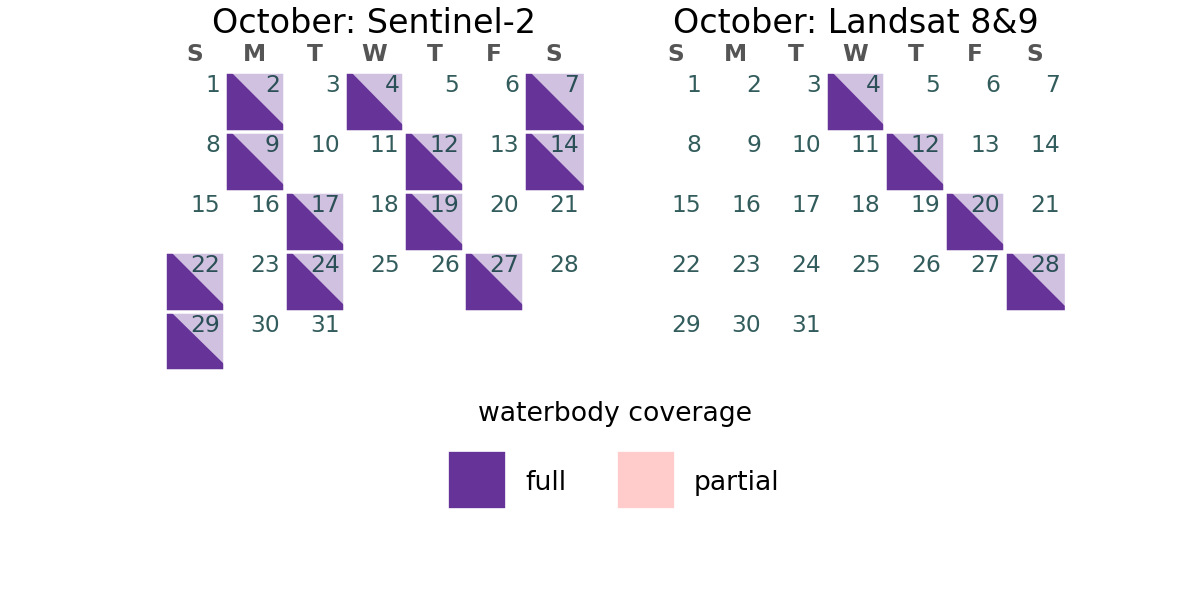 October: Sentinel-2
S M T W T F S
1 2 3 4 5 6 7
8 9 10 11 12 13 14
15 16 17 18 19 20 21
22 23 24 25 26 27 28
29 30 31
October: Landsat 8&9
S M T W T F S
1 2 3 4 5 6 7
8 9 10 11 12 13 14
15 16 17 18 19 20 21
22 23 24 25 26 27 28
29 30 31
waterbody coverage
full partial